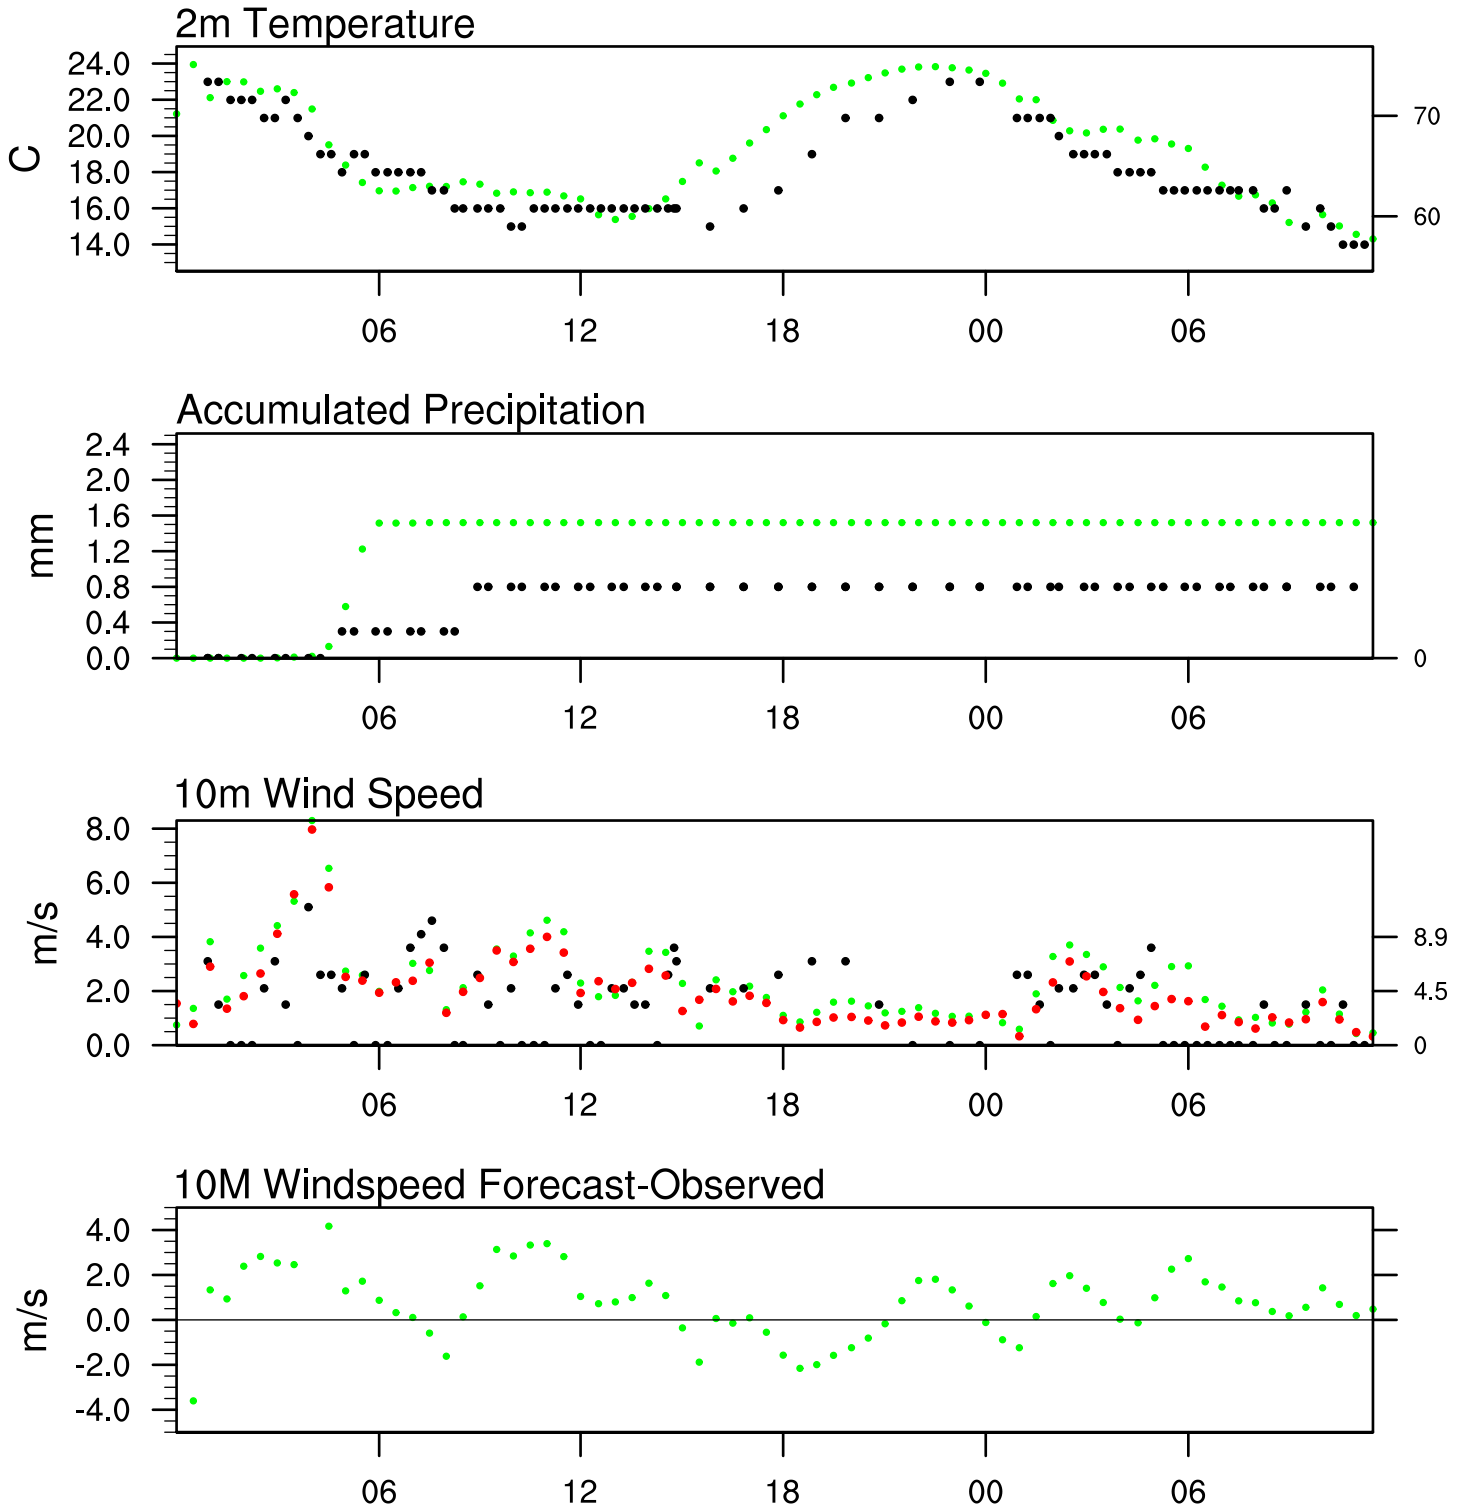 2m Temperature
24.0
22.0
20.0
18.0
16.0
14.0
C
70
60
06 12 18 00 06
Accumulated Precipitation
2.4
2.0
1.6
1.2
0.8
0.4
0.0
mm
0
06 12 18 00 06
10m Wind Speed
8.0
6.0
4.0
2.0
0.0
m/s
8.9
4.5
0
06 12 18 00 06
10M Windspeed Forecast-Observed
4.0
2.0
0.0
-2.0
-4.0
m/s
06 12 18 00 06